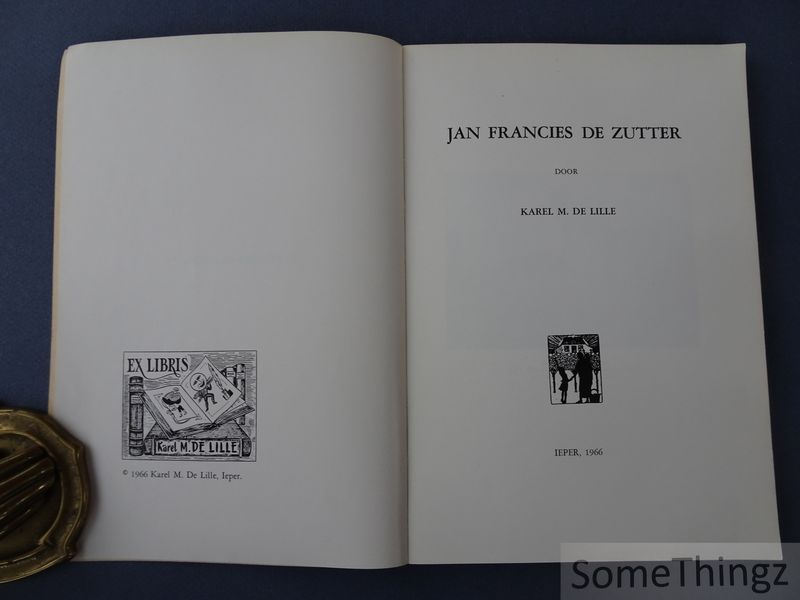 EX LIBRIS
Karel M. DE LILLE
© 1966 Karel M. De Lille, Ieper.
JAN FRANCIES DE ZUTTER
DOOR
KAREL M. DE LILLE
IEPER, 1966
SomeThingz